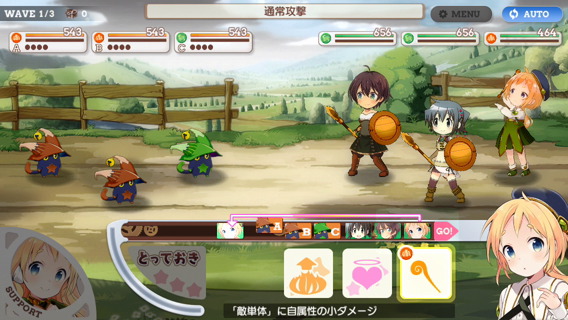 WAVE 1/3 0
通常攻撃
MENU
AUTO
543
543
543
656
656
464
A
B
C
A
B
C
GO!
とっておき
SUPPORT
「敵単体」に自属性の小ダメージ